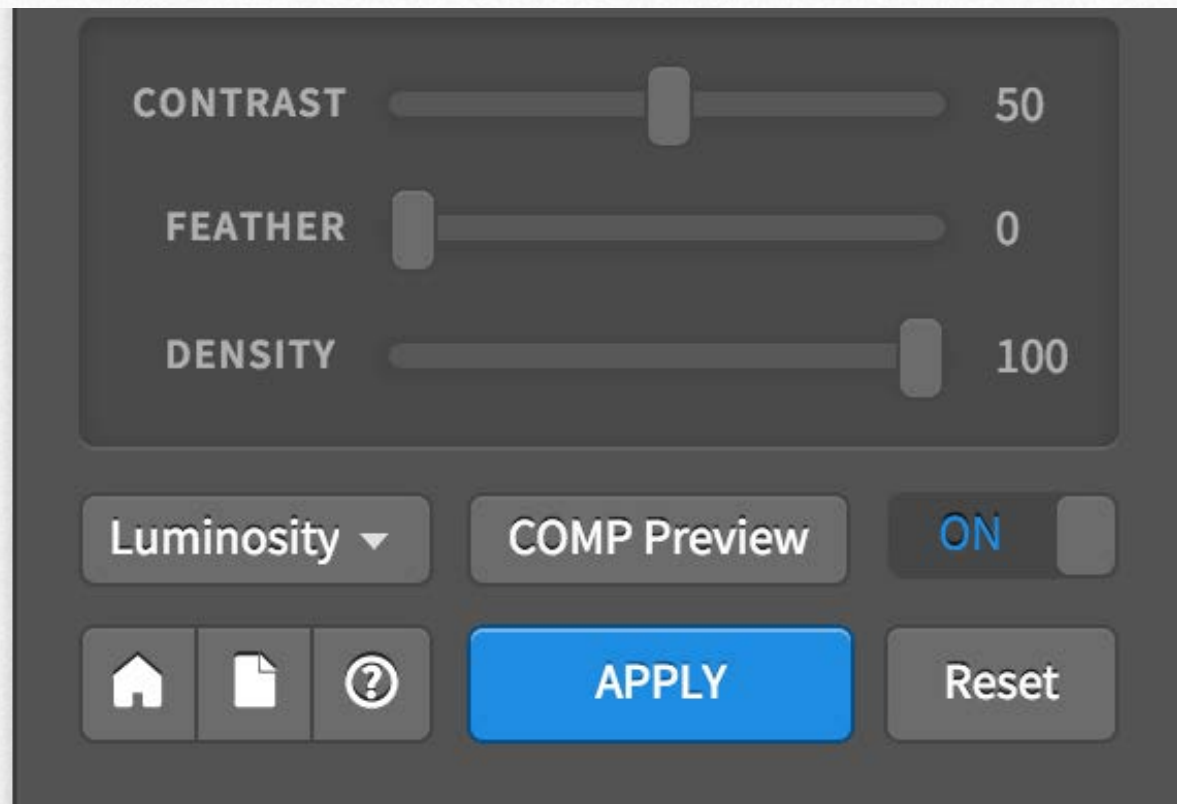 CONTRAST 50
FEATHER 0
DENSITY 100
Luminosity COMP Preview ON
? APPLY Reset